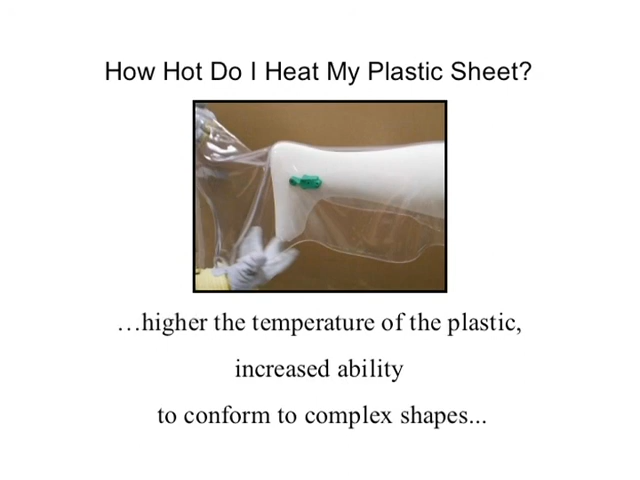 How Hot Do I Heat My Plastic Sheet?
…higher the temperature of the plastic,
increased ability
to conform to complex shapes...